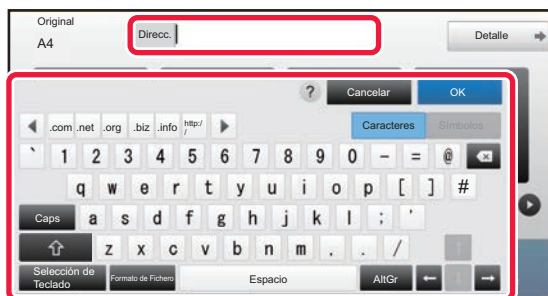 Original
A4
Direcc.
Detalle
? Cancelar OK
.com .net .org .biz .info http:/
/
Caracteres Símbolos
` 1 2 3 4 5 6 7 8 9 0 - = @
q w e r t y u i o p [ ] #
Caps a s d f g h j k l ; '
z x c v b n m , . /
Selección de
Teclado
Formato de Fichero Espacio AltGr